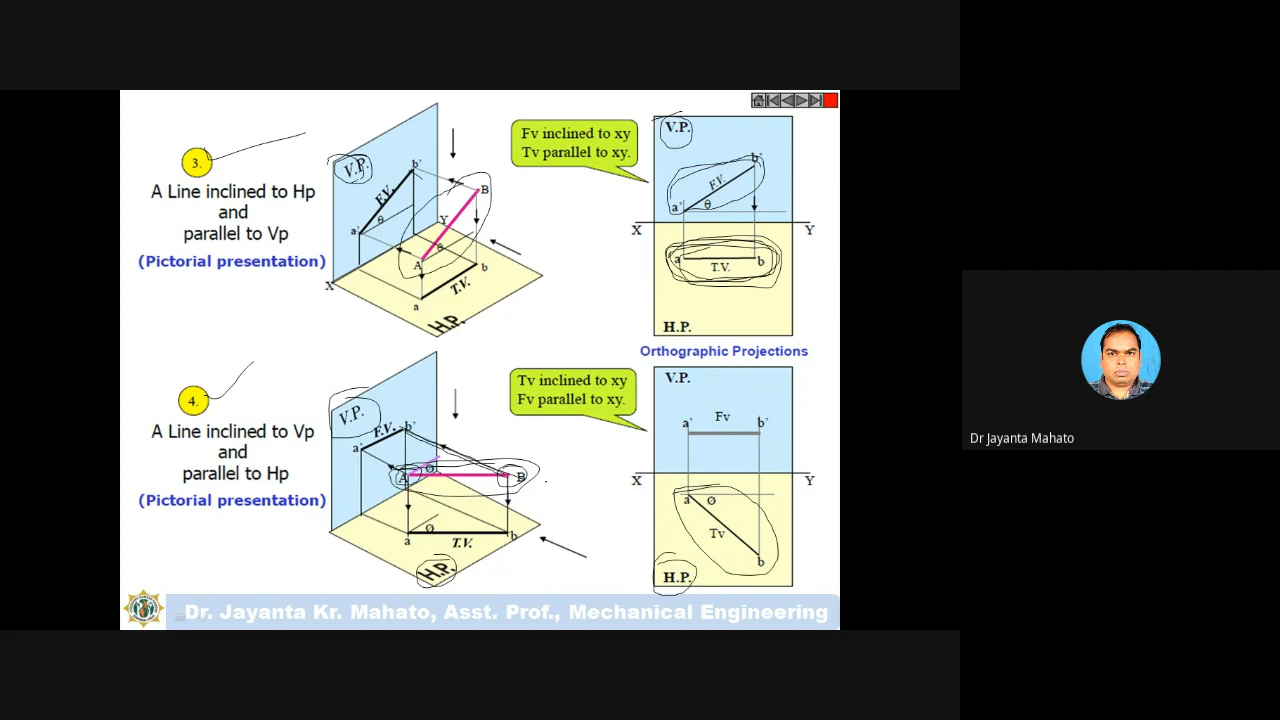 3.
A Line inclined to Hp
and
parallel to Vp
(Pictorial presentation)
V.P.
b'
F.V.
θ
a'
B
Y
θ
A
b
T.V.
a
X
H.P.
Fv inclined to xy
Tv parallel to xy.
V.P.
b'
F.V.
a'
θ
X
Y
a
b
T.V.
H.P.
Orthographic Projections
4.
A Line inclined to Vp
and
parallel to Hp
(Pictorial presentation)
V.P.
F.V.
b'
a'
Ø
A
B
Ø
a
T.V.
b
H.P.
Tv inclined to xy
Fv parallel to xy.
V.P.
a'
Fv
b'
X
Y
a
Ø
Tv
b
H.P.
Dr. Jayanta Kr. Mahato, Asst. Prof., Mechanical Engineering
Dr Jayanta Mahato